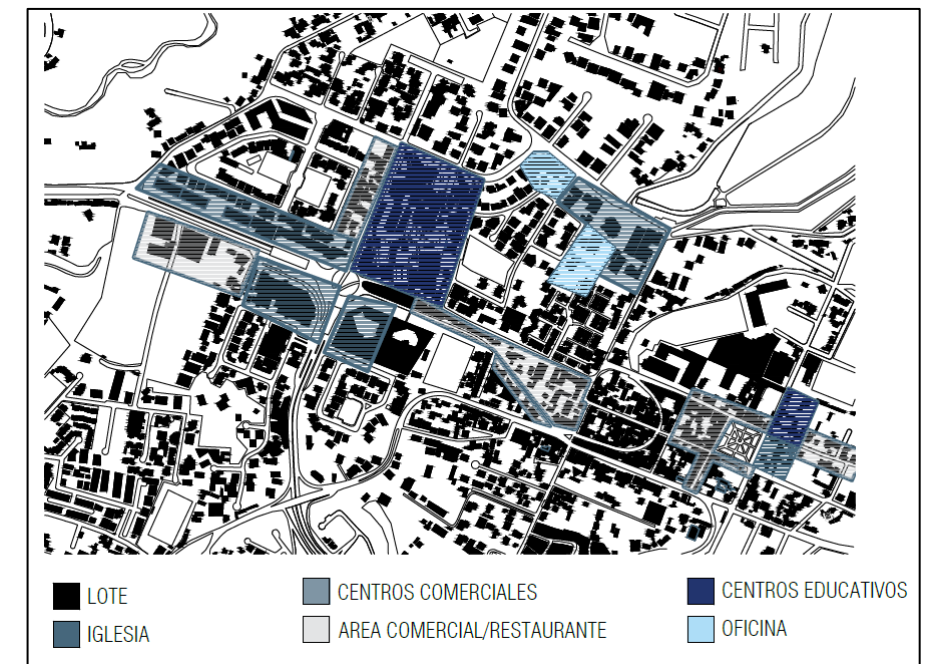 LOTE
CENTROS COMERCIALES
CENTROS EDUCATIVOS
IGLESIA
AREA COMERCIAL/RESTAURANTE
OFICINA